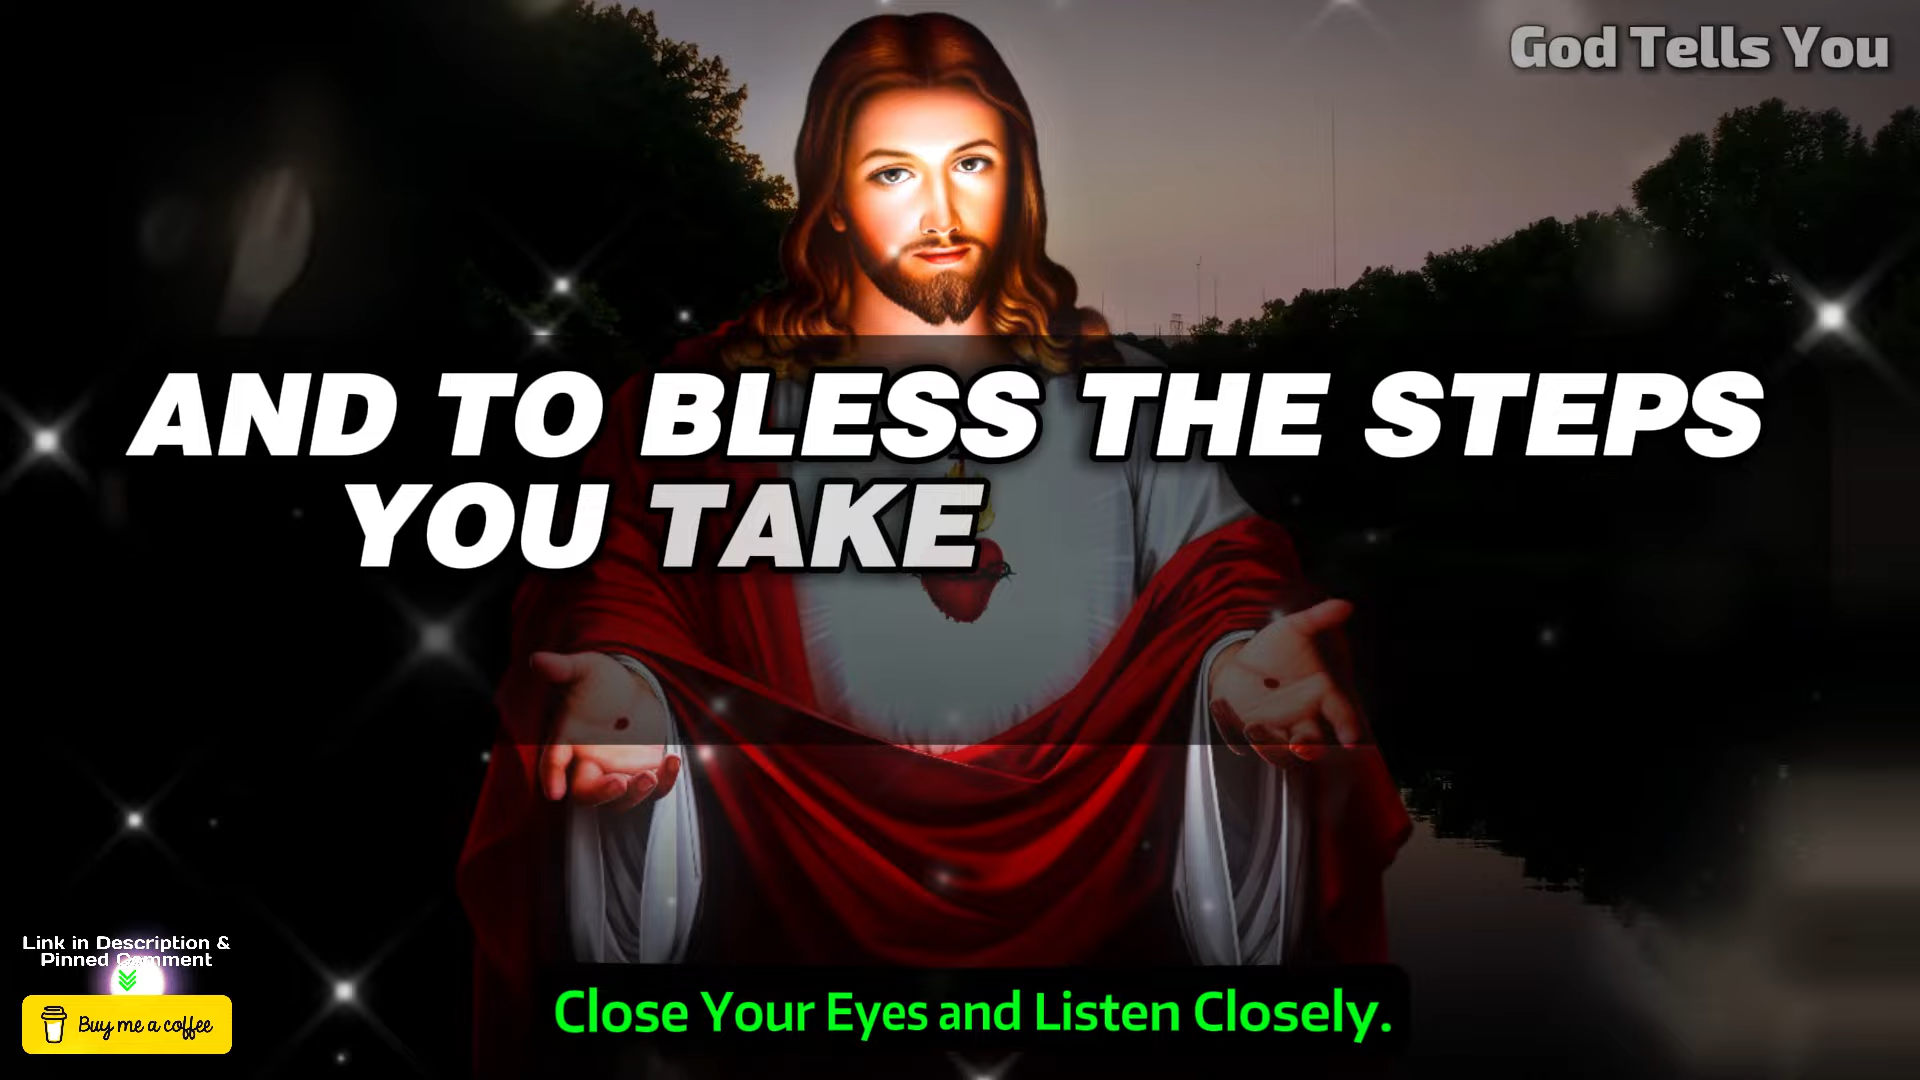 God Tells You
AND TO BLESS THE STEPS
YOU TAKE
Link in Description &
Pinned Comment
Buy me a coffee
Close Your Eyes and Listen Closely.